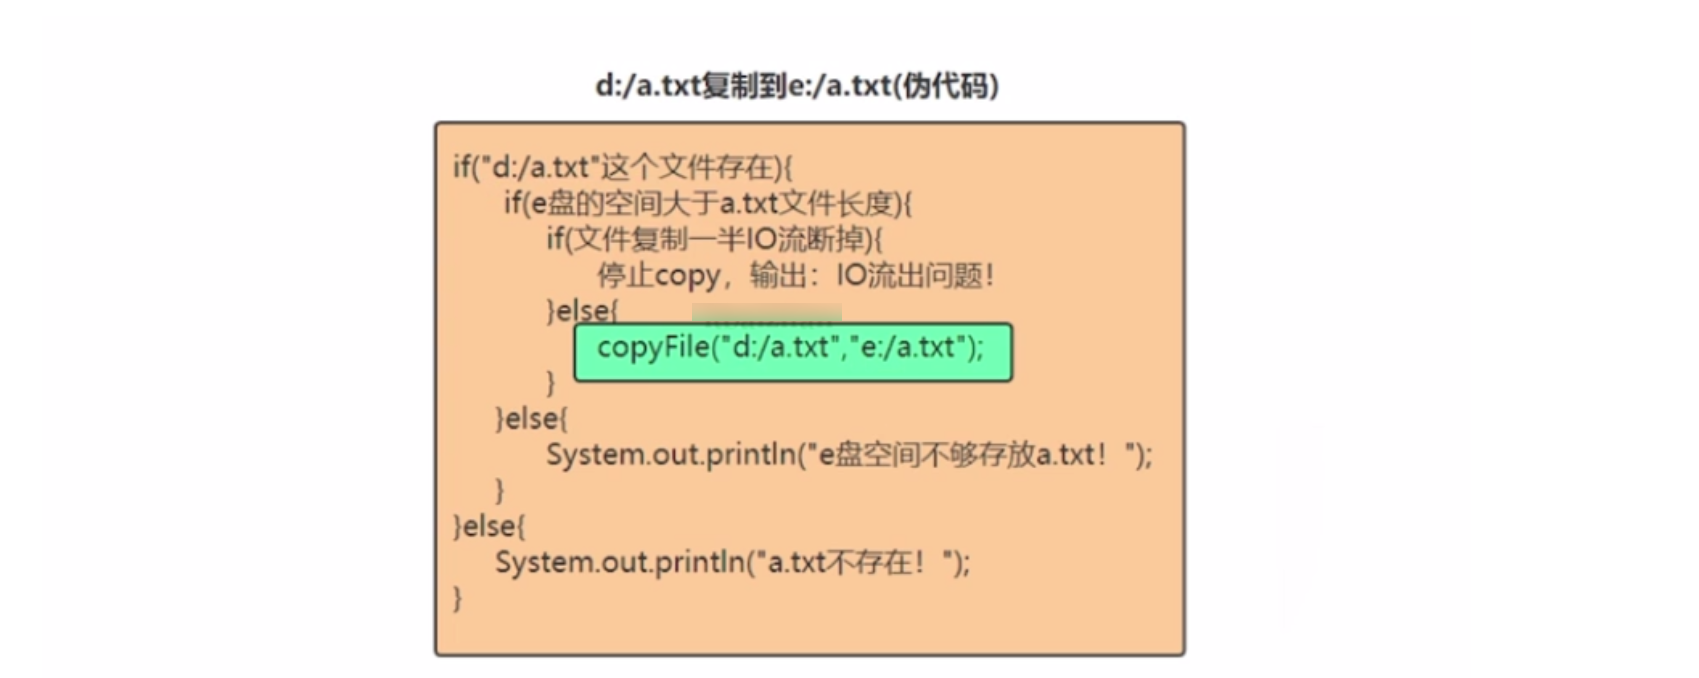 d:/a.txt复制到e:/a.txt(伪代码)
if("d:/a.txt"这个文件存在){
if(e盘的空间大于a.txt文件长度){
if(文件复制一半IO流断掉){
停止copy，输出：IO流出问题！
}else{
copyFile("d:/a.txt","e:/a.txt");
}
}else{
System.out.println("e盘空间不够存放a.txt！");
}
}else{
System.out.println("a.txt不存在！");
}